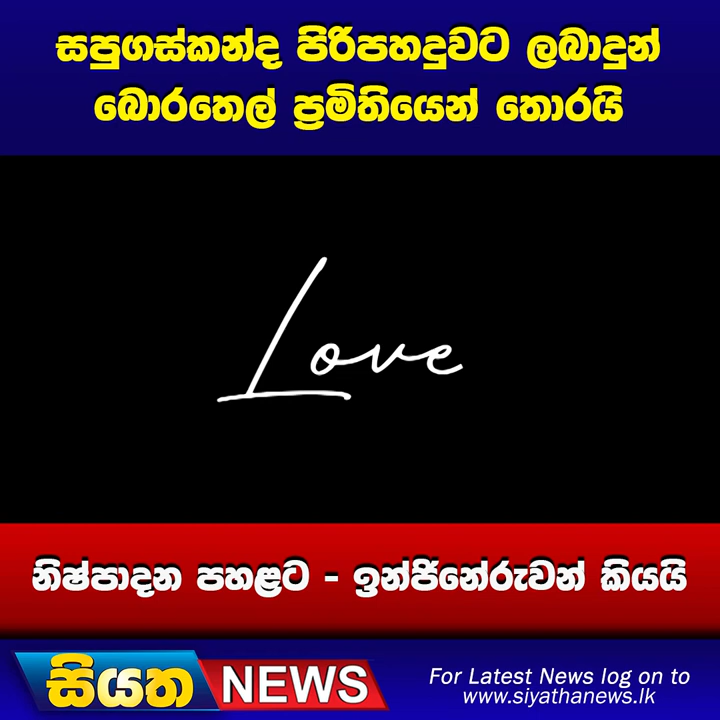 සපුගස්කන්ද පිරිපහදුවට ලබාදුන්
බොරතෙල් ප්‍රමිතියෙන් තොරයි
Love
නිෂ්පාදන පහළට - ඉන්ජිනේරුවන් කියයි
සියත NEWS
For Latest News log on to
www.siyathanews.lk